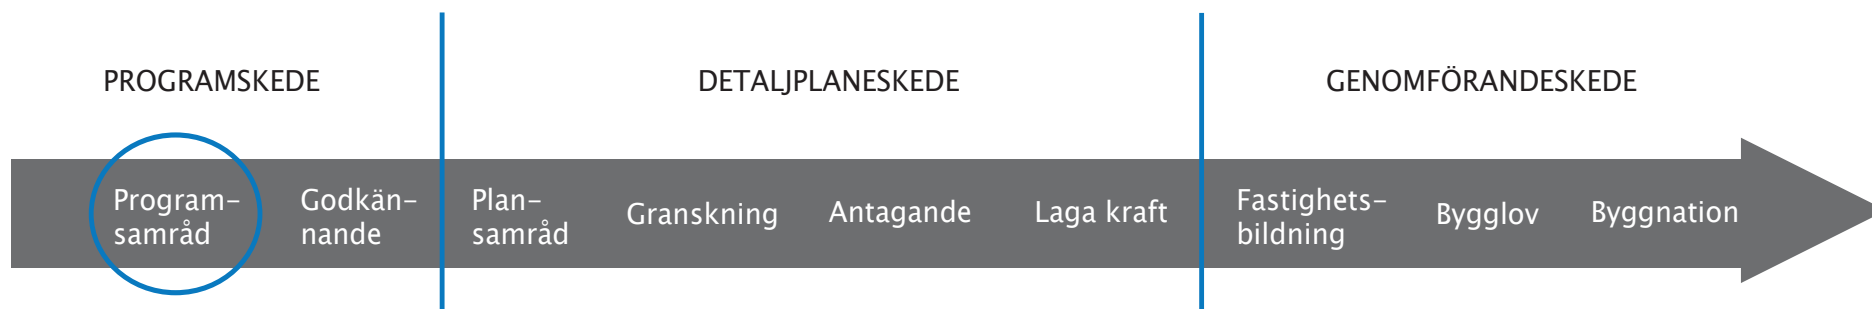 PROGRAMSKEDE
DETALJPLANESKEDE
GENOMFÖRANDESKEDE
Program-
samråd
Godkän-
nande
Plan-
samråd
Granskning
Antagande
Laga kraft
Fastighets-
bildning
Bygglov
Byggnation